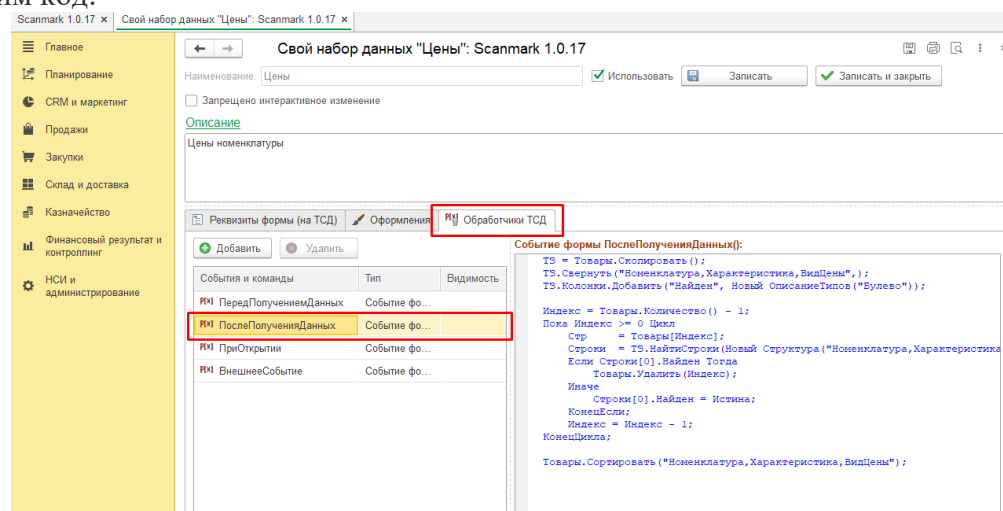 им код:
Scanmark 1.0.17 × Свой набор данных "Цены": Scanmark 1.0.17 ×
Главное
Планирование
CRM и маркетинг
Продажи
Закупки
Склад и доставка
Казначейство
Финансовый результат и
контроллинг
НСИ и
администрирование
Свой набор данных "Цены": Scanmark 1.0.17
Наименование: Цены
Использовать
Записать
Записать и закрыть
Запрещено интерактивное изменение
Описание
Цены номенклатуры
Реквизиты формы (на ТСД)
Оформления
Обработчики ТСД
Добавить
Удалить
События и команды Тип Видимость
P[x] ПередПолучениемДанных Событие фо...
P[x] ПослеПолученияДанных Событие фо...
P[x] ПриОткрытии Событие фо...
P[x] ВнешнееСобытие Событие фо...
Событие формы ПослеПолученияДанных():
ТЗ = Товары.Скопировать();
ТЗ.Свернуть("Номенклатура,Характеристика,ВидЦены",);
ТЗ.Колонки.Добавить("Найден", Новый ОписаниеТипов("Булево"));
Индекс = Товары.Количество() - 1;
Пока Индекс >= 0 Цикл
Стр = Товары[Индекс];
Строки = ТЗ.НайтиСтроки(Новый Структура("Номенклатура,Характеристика
Если Строки[0].Найден Тогда
Товары.Удалить(Индекс);
Иначе
Строки[0].Найден = Истина;
КонецЕсли;
Индекс = Индекс - 1;
КонецЦикла;
Товары.Сортировать("Номенклатура,Характеристика,ВидЦены");